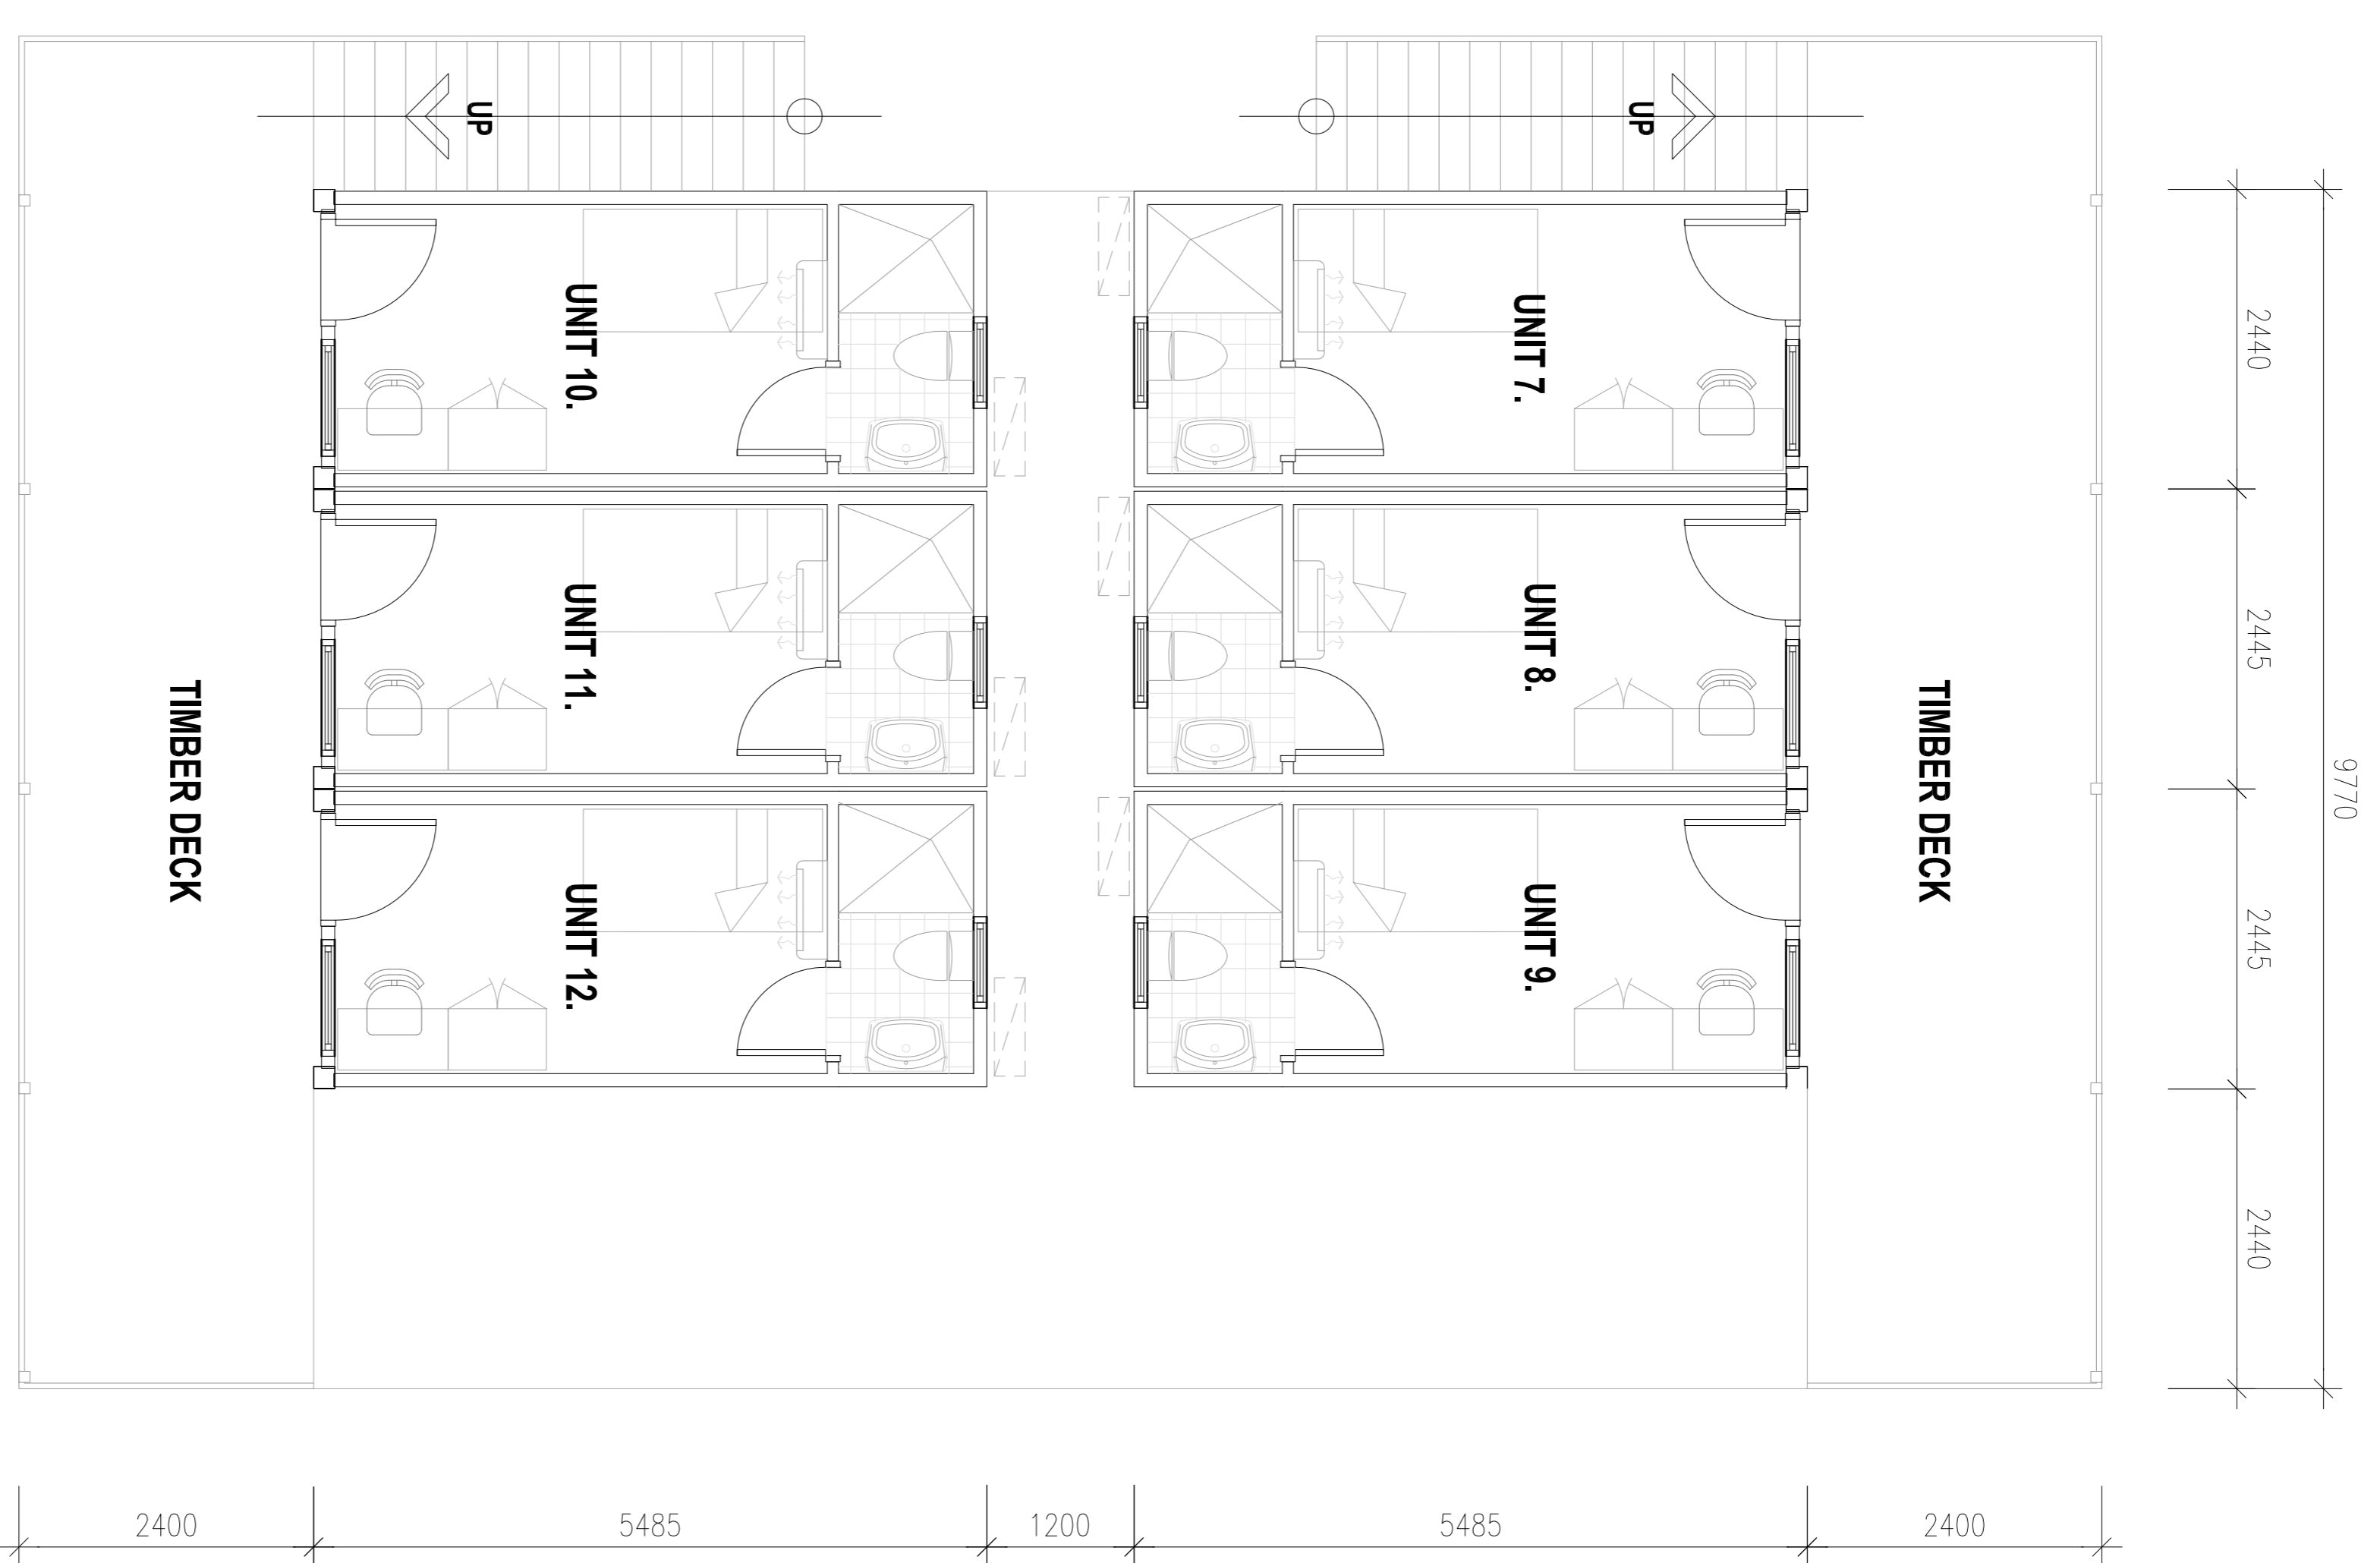 UP
UP
UNIT 10.
UNIT 7.
2440
UNIT 11.
UNIT 8.
2445
TIMBER DECK
TIMBER DECK
9770
UNIT 12.
UNIT 9.
2445
2440
2400
5485
1200
5485
2400